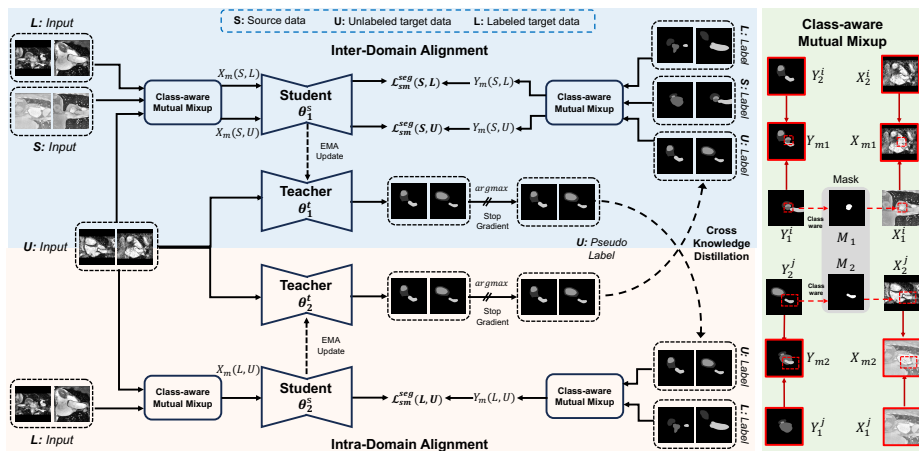 S: Source data U: Unlabeled target data L: Labeled target data
L: Input
Inter-Domain Alignment
S: Input
Class-aware
Mutual Mixup
X_m(S, L)
X_m(S, U)
Student
θ_1^s
ℒ_sm^seg(S, L)
Y_m(S, L)
ℒ_sm^seg(S, U)
Y_m(S, U)
Class-aware
Mutual Mixup
L: Label
S: Label
U: Label
EMA
Update
Teacher
θ_1^t
argmax
Stop
Gradient
U: Pseudo
Label
Cross
Knowledge
Distillation
U: Input
Teacher
θ_2^t
argmax
Stop
Gradient
EMA
Update
L: Input
Class-aware
Mutual Mixup
X_m(L, U)
Student
θ_2^s
ℒ_sm^seg(L, U)
Y_m(L, U)
Class-aware
Mutual Mixup
U: Label
L: Label
Intra-Domain Alignment
Class-aware
Mutual Mixup
Y_2^i
X_2^i
Y_m1
X_m1
Mask
Class
ware
Y_1^i
M_1
X_1^i
Y_2^j
M_2
X_2^j
Class
ware
Y_m2
X_m2
Y_1^j
X_1^j